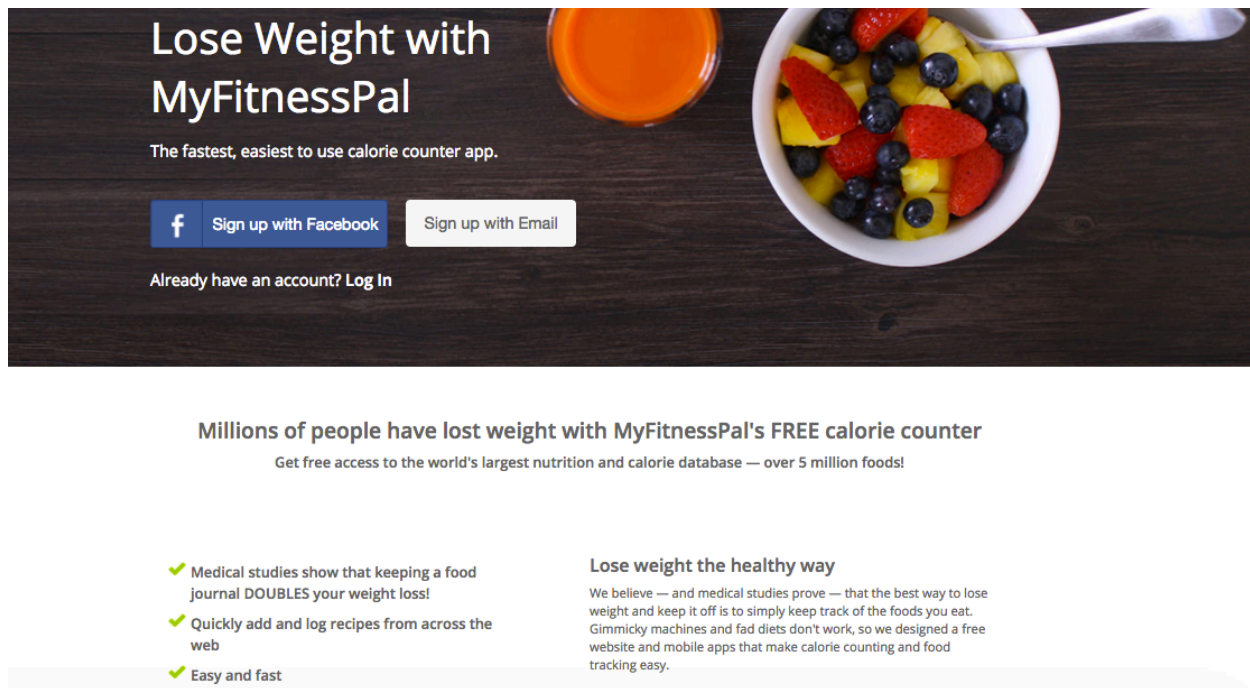 Lose Weight with
MyFitnessPal
The fastest, easiest to use calorie counter app.
Sign up with Facebook
Sign up with Email
Already have an account? Log In
Millions of people have lost weight with MyFitnessPal's FREE calorie counter
Get free access to the world's largest nutrition and calorie database — over 5 million foods!
Medical studies show that keeping a food
journal DOUBLES your weight loss!
Quickly add and log recipes from across the
web
Easy and fast
Lose weight the healthy way
We believe — and medical studies prove — that the best way to lose
weight and keep it off is to simply keep track of the foods you eat.
Gimmicky machines and fad diets don't work, so we designed a free
website and mobile apps that make calorie counting and food
tracking easy.